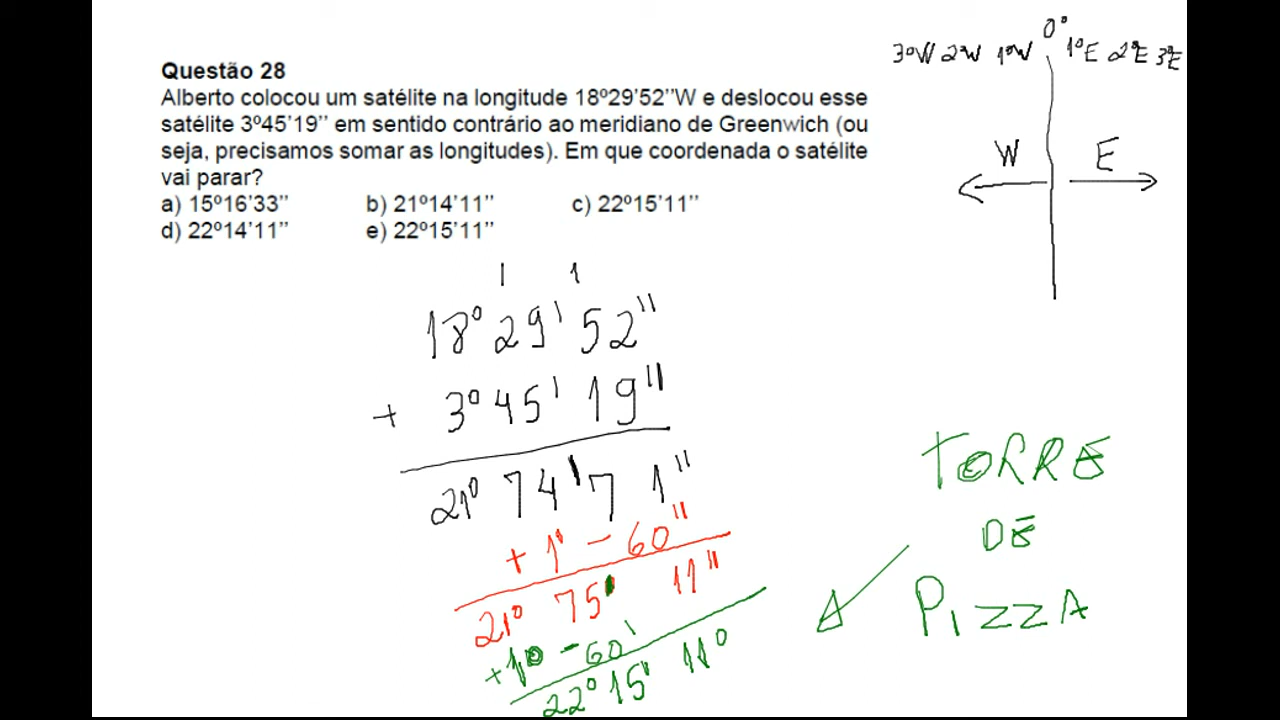 Questão 28
Alberto colocou um satélite na longitude 18º29’52’’W e deslocou esse
satélite 3º45’19’’ em sentido contrário ao meridiano de Greenwich (ou
seja, precisamos somar as longitudes). Em que coordenada o satélite
vai parar?
a) 15º16’33’’ b) 21º14’11’’ c) 22º15’11’’
d) 22º14’11’’ e) 22º15’11’’
0°
3°W 2°W 1°W 1°E 2°E 3°E
W E
1 1
18° 29' 52"
+ 3° 45' 19"
21° 74' 71"
+ 1' - 60"
21° 75' 11"
+ 1° - 60'
22° 15' 11°
TORRE
DE
PIZZA